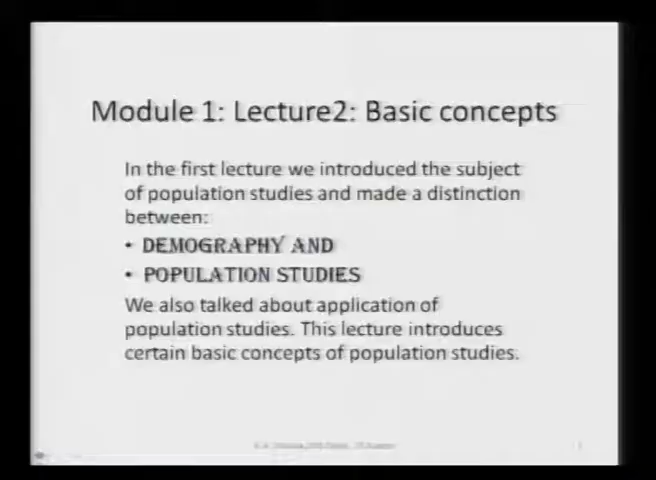 Module 1: Lecture2: Basic concepts
In the first lecture we introduced the subject
of population studies and made a distinction
between:
• DEMOGRAPHY AND
• POPULATION STUDIES
We also talked about application of
population studies. This lecture introduces
certain basic concepts of population studies.